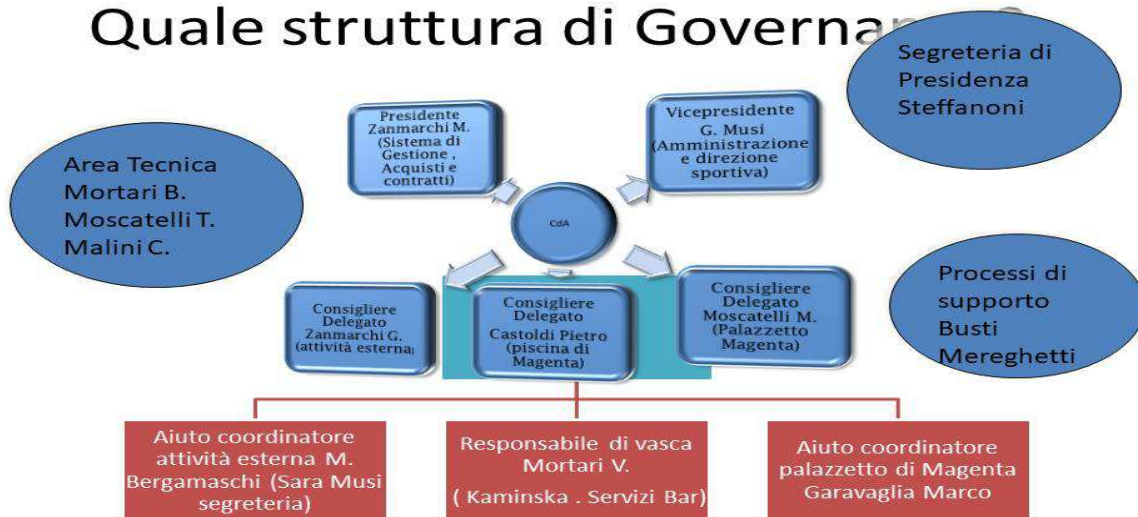 Quale struttura di Governan
Segreteria di
Presidenza
Steffanoni
Presidente
Zanmarchi M.
(Sistema di
Gestione ,
Acquisti e
contratti)
Vicepresidente
G. Musi
(Amministrazione
e direzione
sportiva)
Area Tecnica
Mortari B.
Moscatelli T.
Malini C.
CdA
Processi di
supporto
Busti
Mereghetti
Consigliere
Delegato
Zanmarchi G.
(attività esterna)
Consigliere
Delegato
Castoldi Pietro
(piscina di
Magenta)
Consigliere
Delegato
Moscatelli M.
(Palazzetto
Magenta)
Aiuto coordinatore
attività esterna M.
Bergamaschi (Sara Musi
segreteria)
Responsabile di vasca
Mortari V.
( Kaminska . Servizi Bar)
Aiuto coordinatore
palazzetto di Magenta
Garavaglia Marco